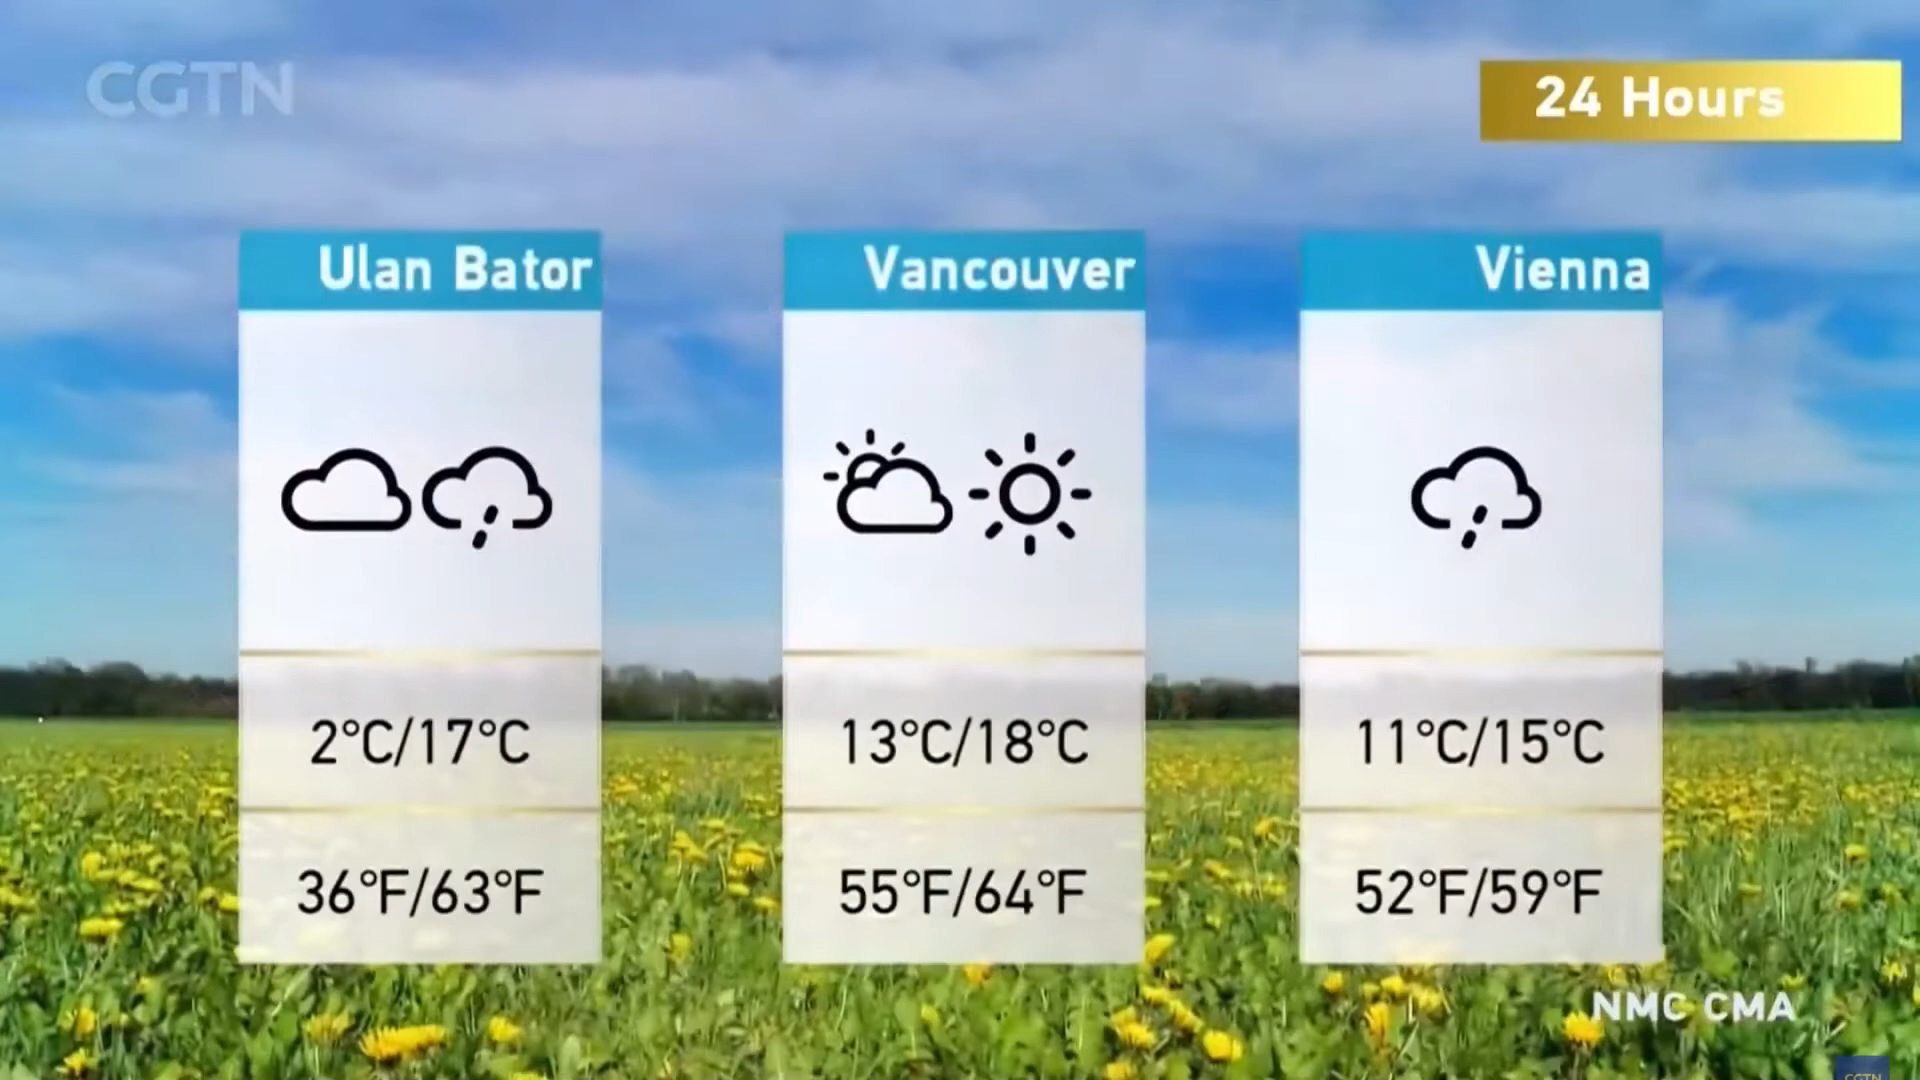 CGTN
24 Hours
Ulan Bator
Vancouver
Vienna
2°C/17°C
13°C/18°C
11°C/15°C
36°F/63°F
55°F/64°F
52°F/59°F
NMC CMA
CGTN